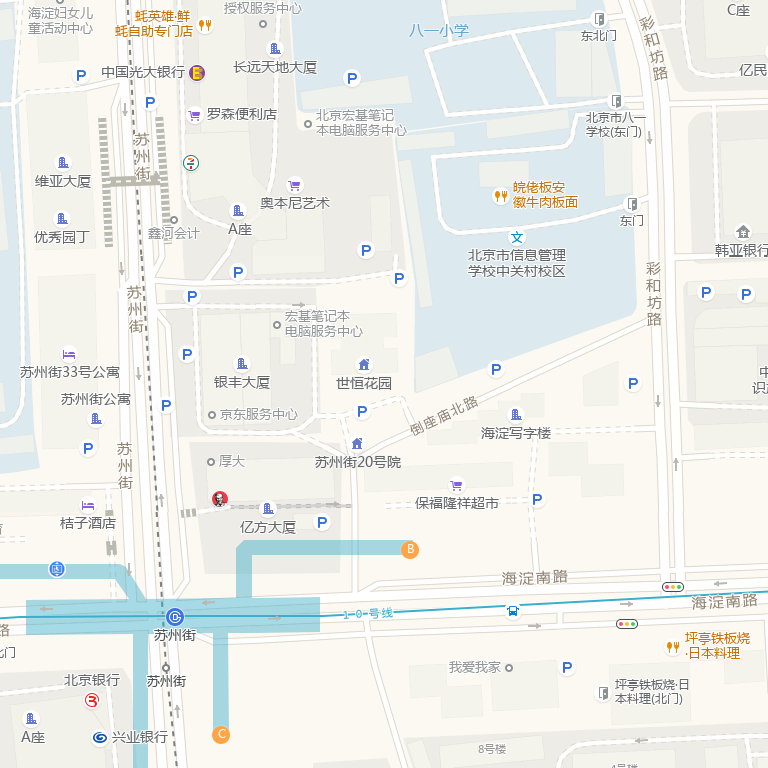 海淀妇女儿
童活动中心
蚝英雄·鲜
蚝自助专门店
授权服务中心
八一小学
东北门
彩和坊路
C座
中国光大银行
长远天地大厦
亿民
罗森便利店
北京宏基笔记
本电脑服务中心
北京市八一
学校(东门)
苏州街
维亚大厦
奥本尼艺术
皖佬板安
徽牛肉板面
优秀园丁
鑫河会计
A座
东门
韩亚银行
北京市信息管理
学校中关村校区
彩和坊路
苏州街
宏基笔记本
电脑服务中心
苏州街33号公寓
银丰大厦
世恒花园
中
识
苏州街公寓
京东服务中心
倒座庙北路
海淀写字楼
苏州街
厚大
苏州街20号院
保福隆祥超市
桔子酒店
亿方大厦
B
海淀南路
10号线
海淀南路
路
苏州街
北门
坪亭铁板烧
·日本料理
苏州街
我爱我家
北京银行
坪亭铁板烧·日
本料理(北门)
A座
兴业银行
C
8号楼